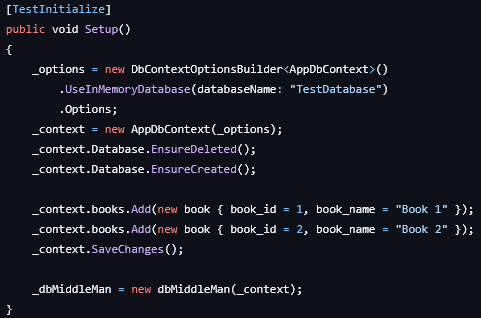 [TestInitialize]
public void Setup()
{
    _options = new DbContextOptionsBuilder<AppDbContext>()
        .UseInMemoryDatabase(databaseName: "TestDatabase")
        .Options;
    _context = new AppDbContext(_options);
    _context.Database.EnsureDeleted();
    _context.Database.EnsureCreated();

    _context.books.Add(new book { book_id = 1, book_name = "Book 1" });
    _context.books.Add(new book { book_id = 2, book_name = "Book 2" });
    _context.SaveChanges();

    _dbMiddleMan = new dbMiddleMan(_context);
}